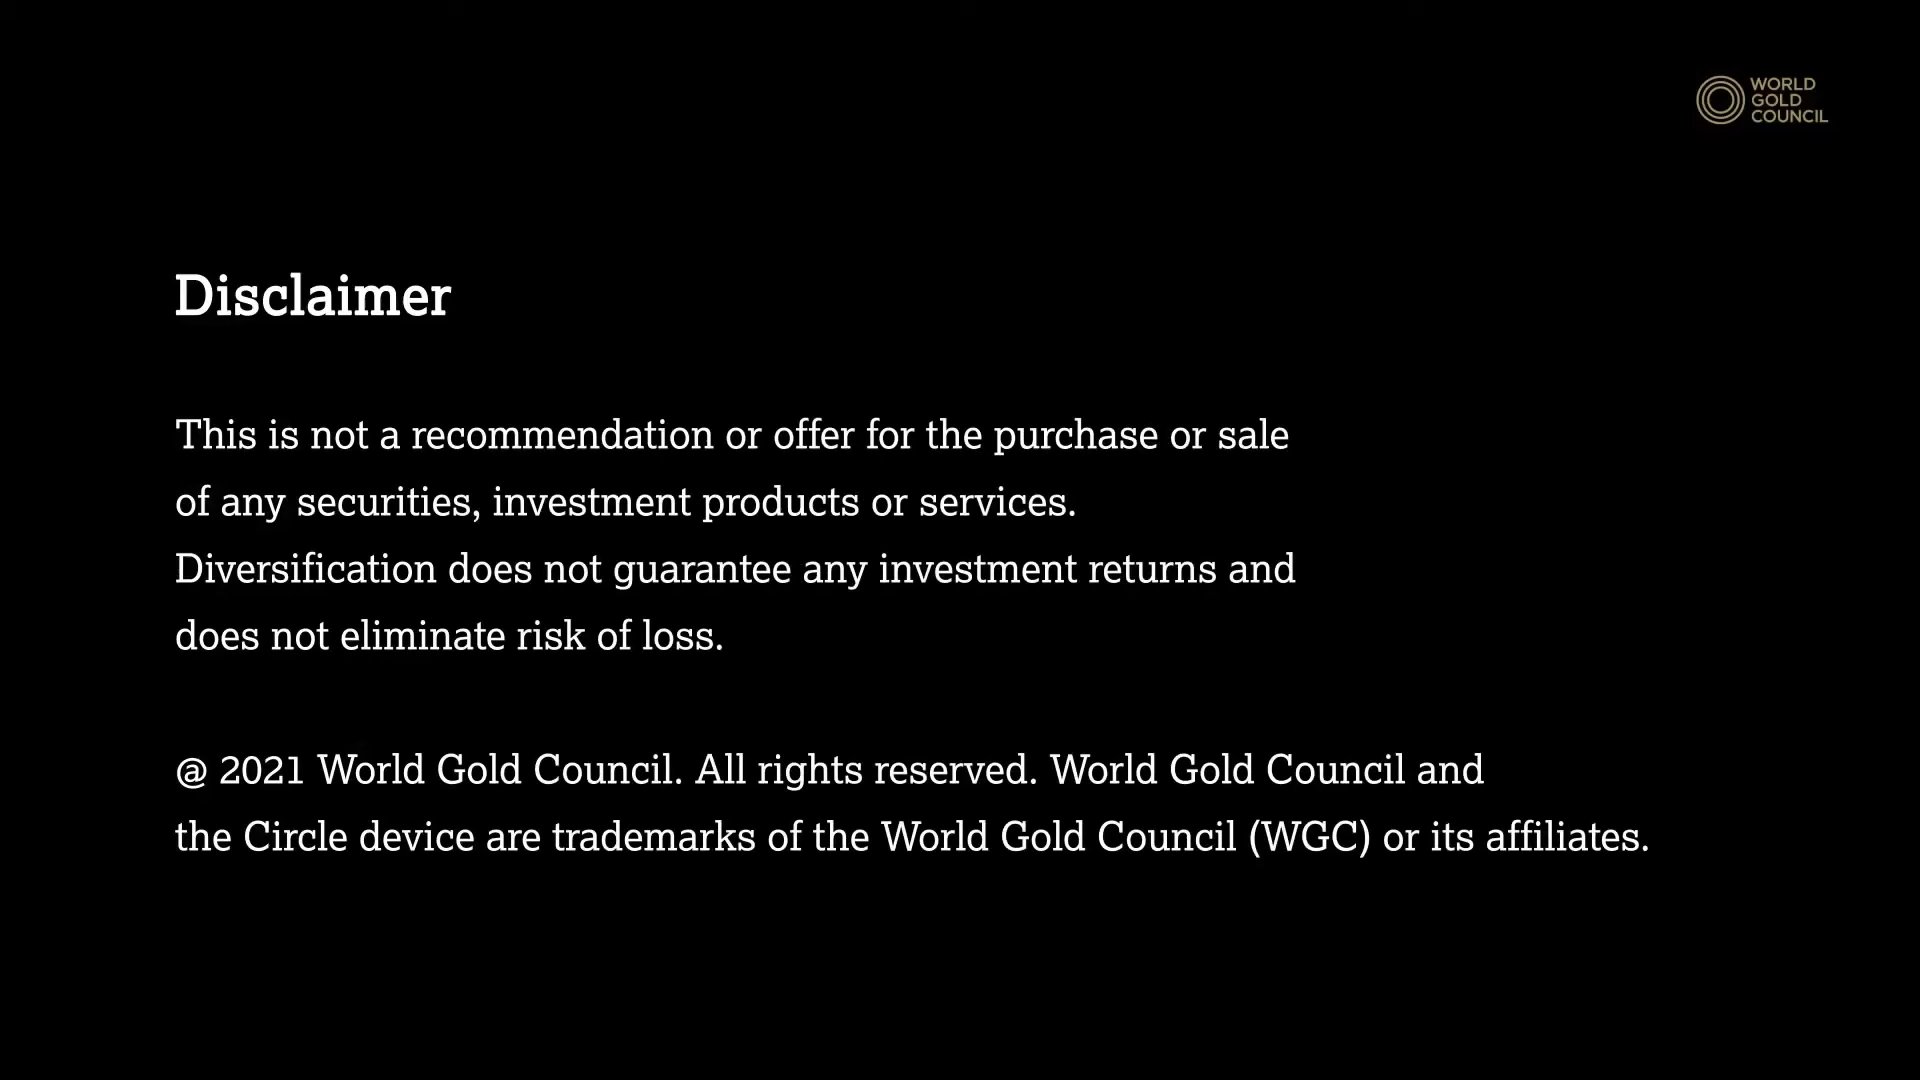 WORLD
GOLD
COUNCIL
Disclaimer
This is not a recommendation or offer for the purchase or sale
of any securities, investment products or services.
Diversification does not guarantee any investment returns and
does not eliminate risk of loss.
@ 2021 World Gold Council. All rights reserved. World Gold Council and
the Circle device are trademarks of the World Gold Council (WGC) or its affiliates.